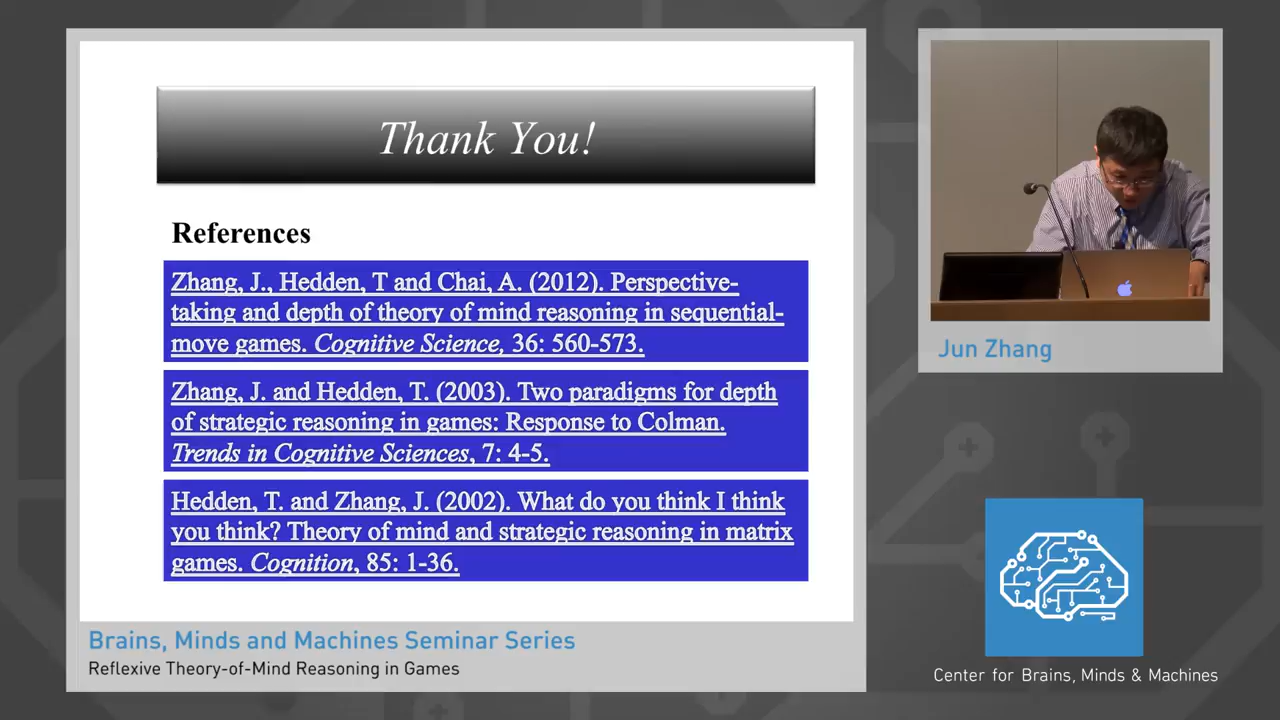 Thank You!
References
Zhang, J., Hedden, T and Chai, A. (2012). Perspective-
taking and depth of theory of mind reasoning in sequential-
move games. Cognitive Science, 36: 560-573.
Zhang, J. and Hedden, T. (2003). Two paradigms for depth
of strategic reasoning in games: Response to Colman.
Trends in Cognitive Sciences, 7: 4-5.
Hedden, T. and Zhang, J. (2002). What do you think I think
you think? Theory of mind and strategic reasoning in matrix
games. Cognition, 85: 1-36.
Brains, Minds and Machines Seminar Series
Reflexive Theory-of-Mind Reasoning in Games
Jun Zhang
Center for Brains, Minds & Machines